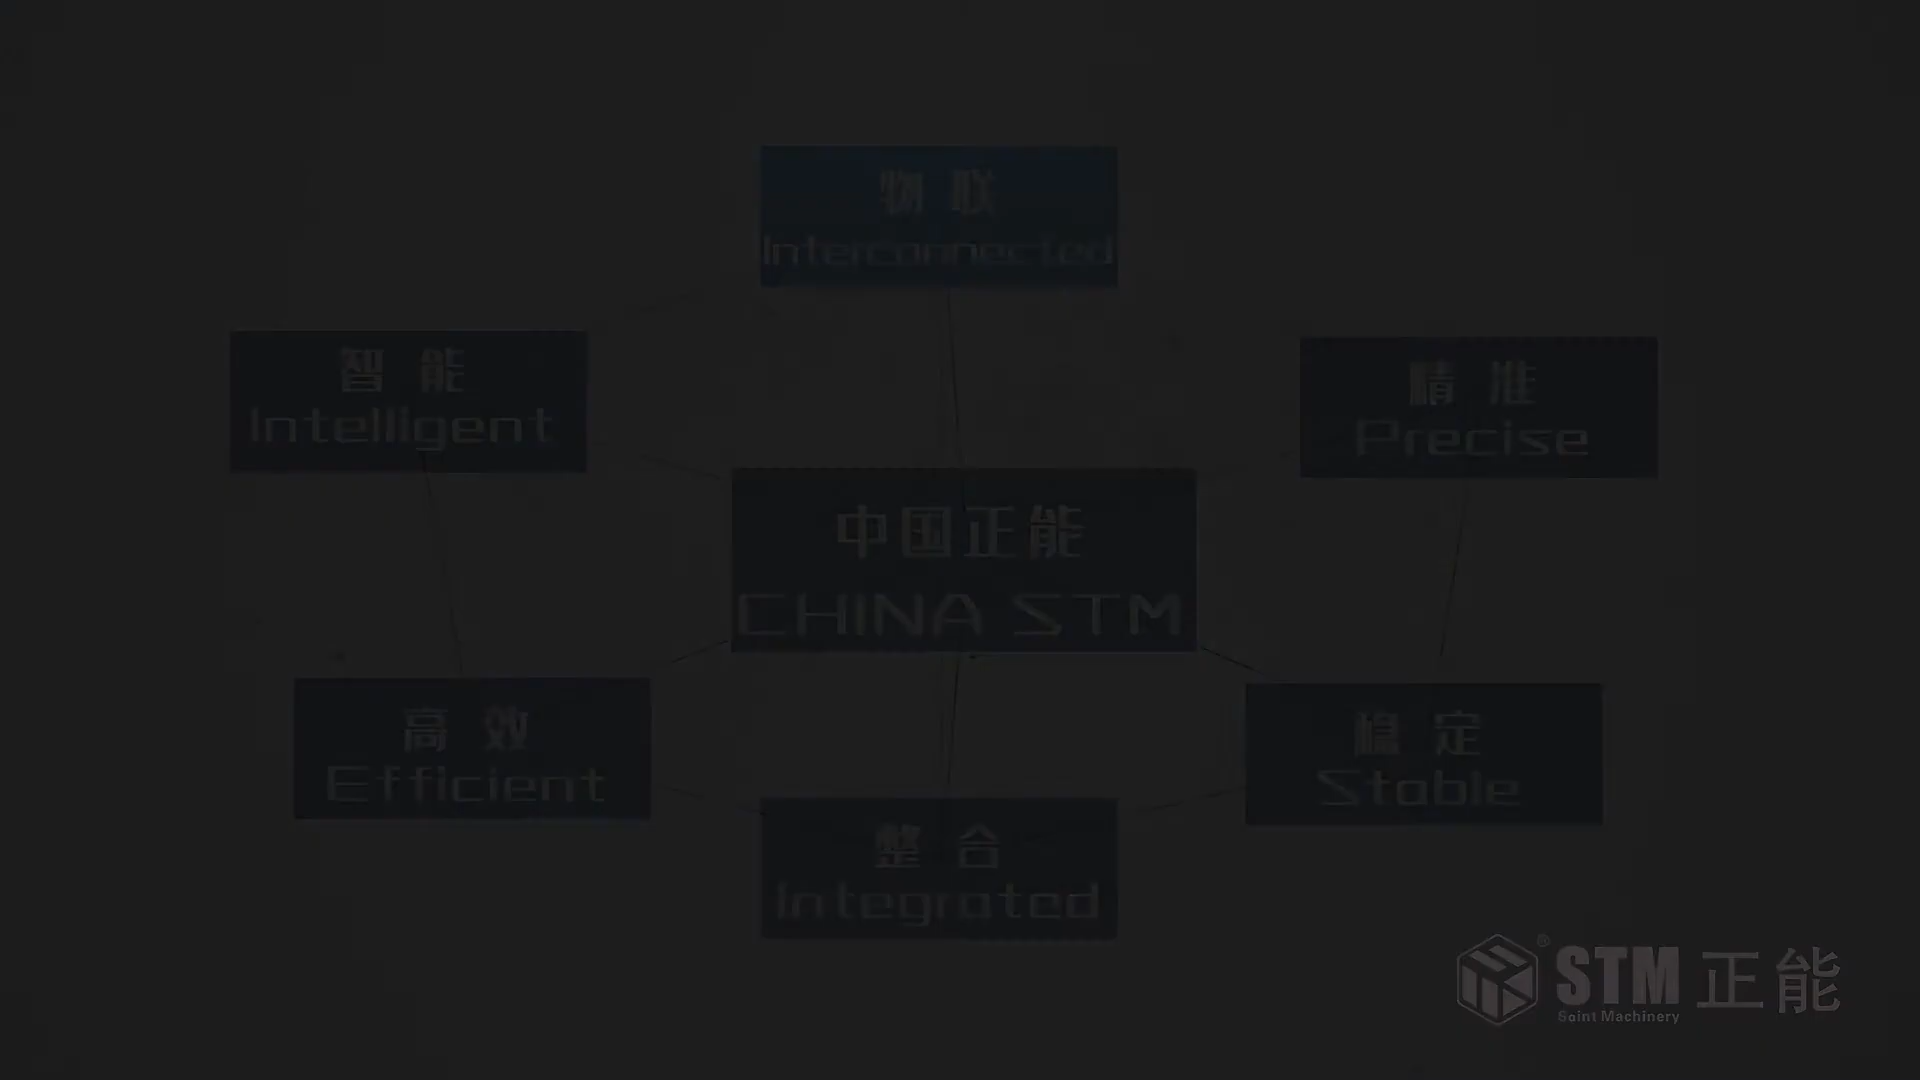 物 联
Interconnected
智 能
Intelligent
精 准
Precise
中国正能
CHINA STM
高 效
Efficient
稳 定
Stable
整 合
Integrated
® STM 正能
Saint Machinery